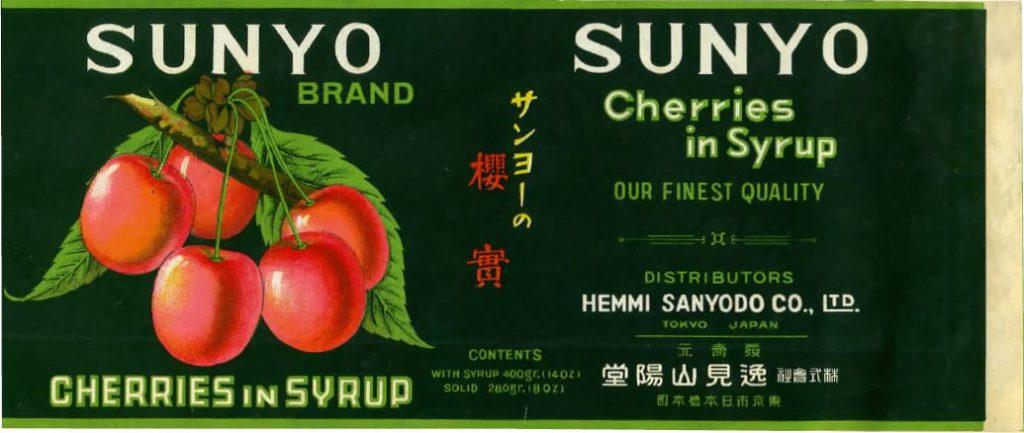 SUNYO
BRAND
CHERRIES IN SYRUP
サンヨーの
櫻實
CONTENTS
WITH SYRUP 400gr.(14OZ)
SOLID 280gr.(8OZ)
SUNYO
Cherries
in Syrup
OUR FINEST QUALITY
DISTRIBUTORS
HEMMI SANYODO CO., LTD.
TOKYO JAPAN
發賣元
株式會社 逸見山陽堂
東京市日本橋本町